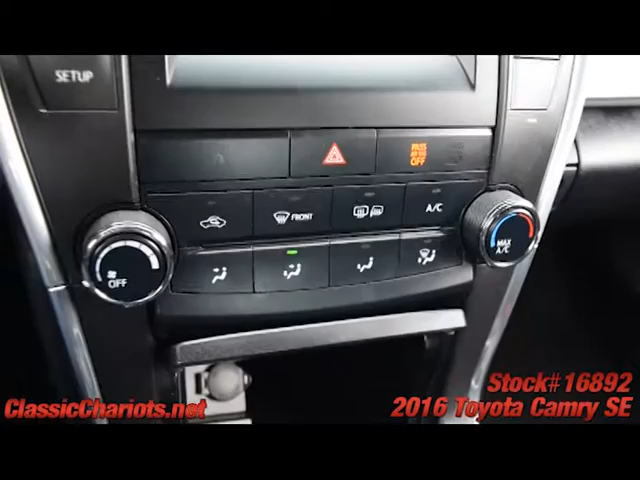 SETUP
PASS
AIR BAG
OFF
FRONT
A/C
OFF
MAX
A/C
Stock#16892
ClassicChariots.net
2016 Toyota Camry SE